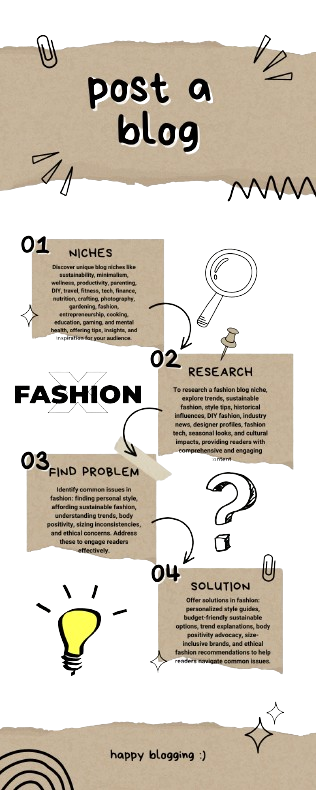 post a
blog
01
NICHES
Discover unique blog niches like
sustainability, minimalism,
wellness, productivity, parenting,
DIY, travel, fitness, tech, finance,
nutrition, crafting, photography,
gardening, fashion,
entrepreneurship, cooking,
education, gaming, and mental
health, offering tips, insights, and
inspiration for your audience.
02
RESEARCH
To research a fashion blog niche,
explore trends, sustainable
fashion, style tips, historical
influences, DIY fashion, industry
news, designer profiles, fashion
tech, seasonal looks, and cultural
impacts, providing readers with
comprehensive and engaging
content.
FASHION
X
03
FIND PROBLEM
Identify common issues in
fashion: finding personal style,
affording sustainable fashion,
understanding trends, body
positivity, sizing inconsistencies,
and ethical concerns. Address
these to engage readers
effectively.
04
SOLUTION
Offer solutions in fashion:
personalized style guides,
budget-friendly sustainable
options, trend explanations, body
positivity advocacy, size-
inclusive brands, and ethical
fashion recommendations to help
readers navigate common issues.
happy blogging :)